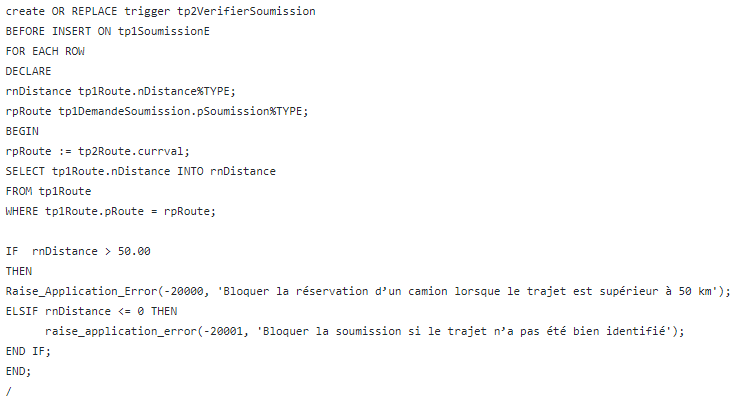 create OR REPLACE trigger tp2VerifierSoumission
BEFORE INSERT ON tp1SoumissionE
FOR EACH ROW
DECLARE
rnDistance tp1Route.nDistance%TYPE;
rpRoute tp1DemandeSoumission.pSoumission%TYPE;
BEGIN
rpRoute := tp2Route.currval;
SELECT tp1Route.nDistance INTO rnDistance
FROM tp1Route
WHERE tp1Route.pRoute = rpRoute;
IF  rnDistance > 50.00
THEN
Raise_Application_Error(-20000, 'Bloquer la réservation d’un camion lorsque le trajet est supérieur à 50 km');
ELSIF rnDistance <= 0 THEN
      raise_application_error(-20001, 'Bloquer la soumission si le trajet n’a pas été bien identifié');
END IF;
END;
/